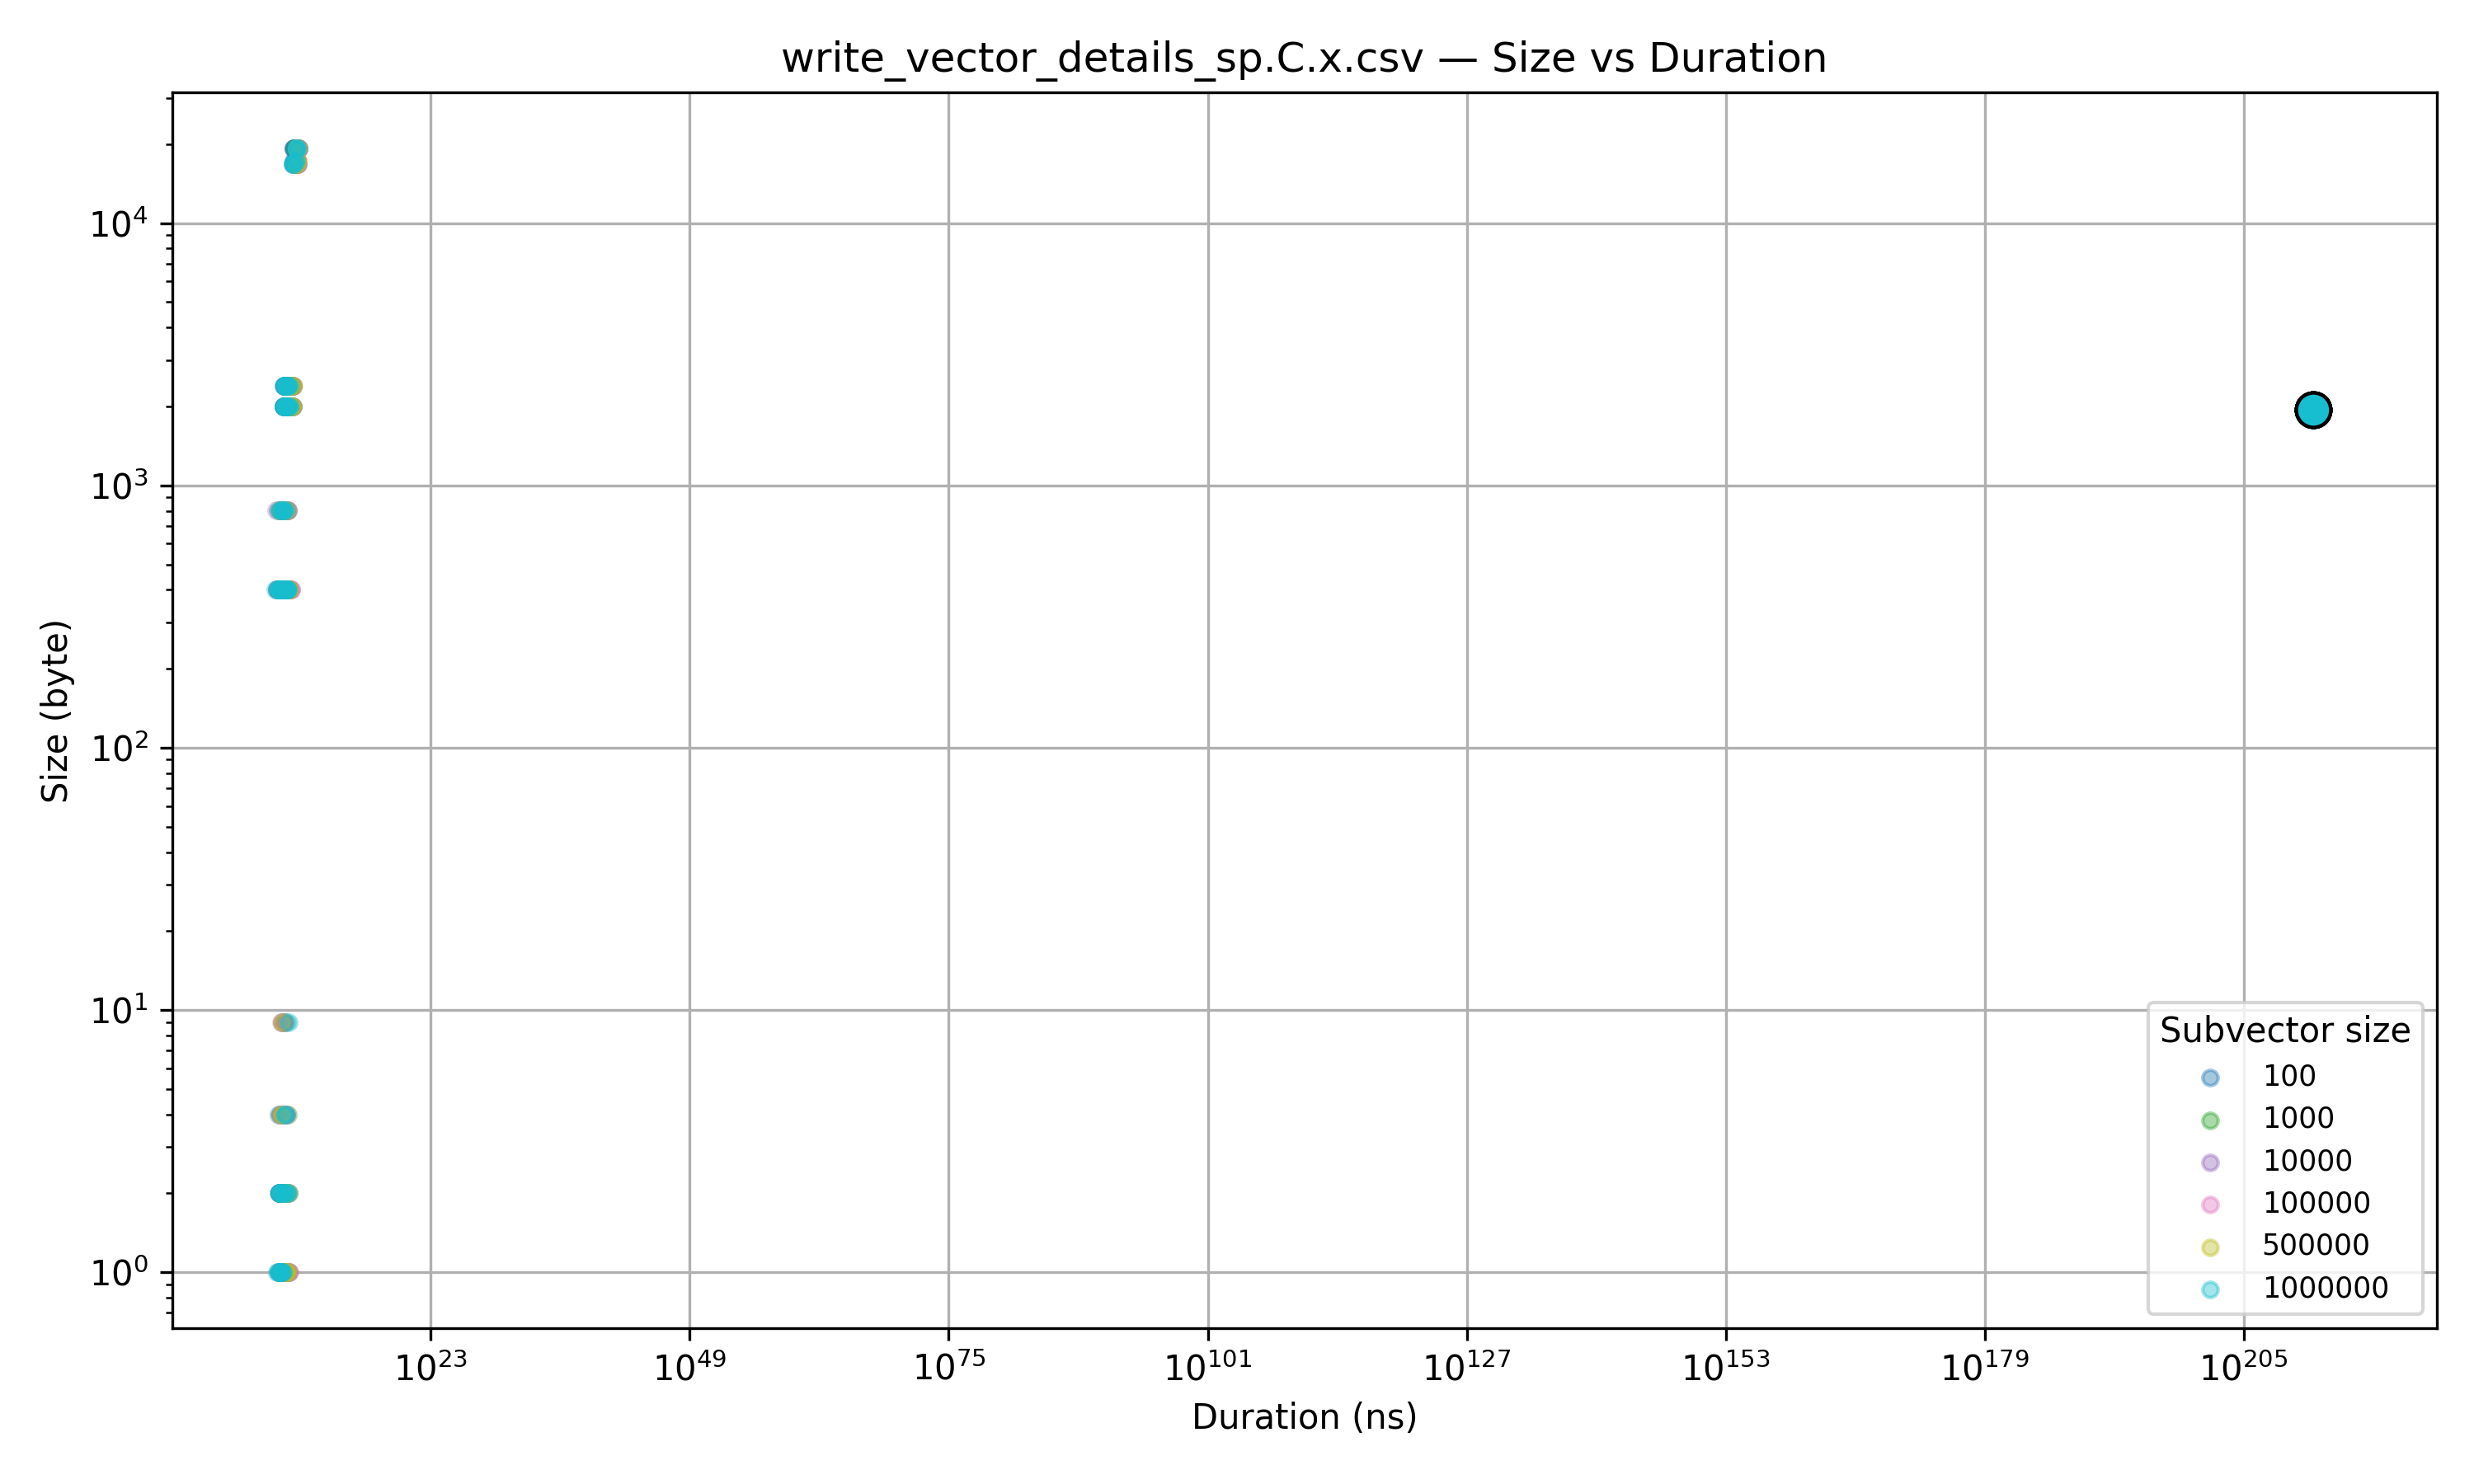 write_vector_details_sp.C.x.csv — Size vs Duration
Size (byte)
10^4
10^3
10^2
10^1
10^0
Subvector size
100
1000
10000
100000
500000
1000000
10^23 10^49 10^75 10^101 10^127 10^153 10^179 10^205
Duration (ns)